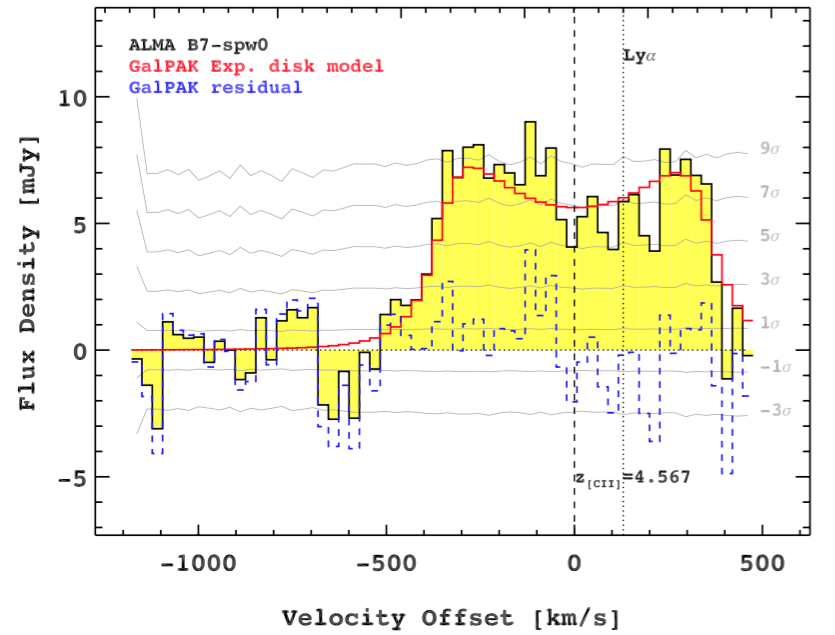 ALMA B7-spw0
GalPAK Exp. disk model
GalPAK residual
Lyα
9σ
7σ
5σ
3σ
1σ
-1σ
-3σ
z[CII]=4.567
10
5
0
-5
-1000
-500
0
500
Flux Density [mJy]
Velocity Offset [km/s]